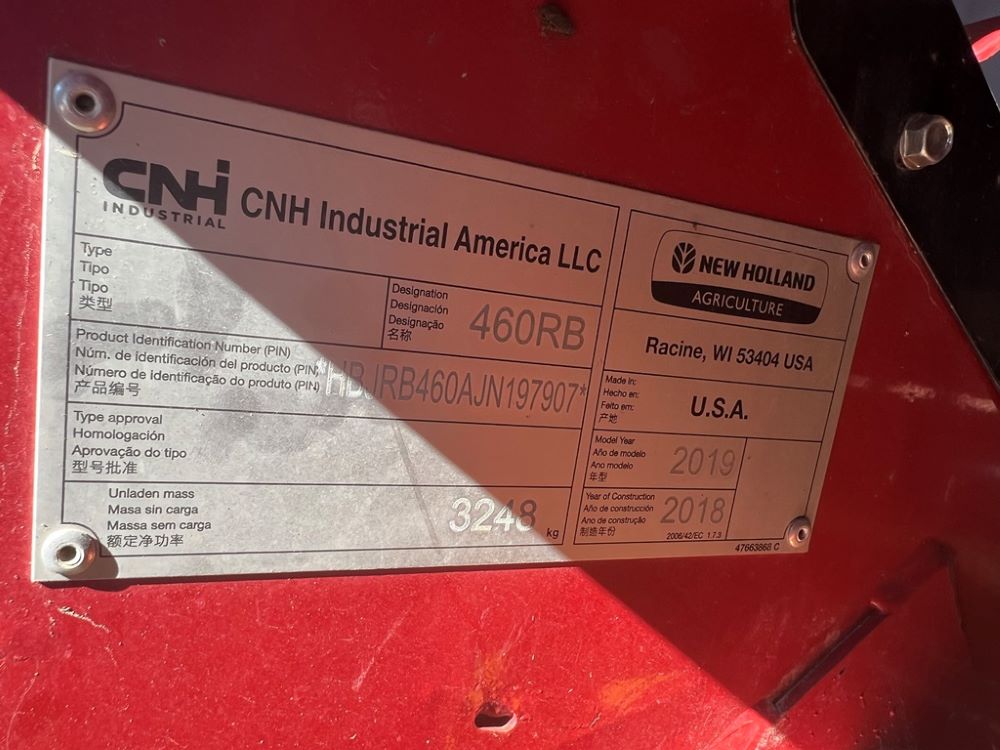 CNH
INDUSTRIAL
CNH Industrial America LLC
Type
Tipo
Tipo
类型
Designation
Designación
Designação
名称
460RB
Product Identification Number (PIN)
Núm. de identificación del producto (PIN)
Número de identificação do produto (PIN)
产品编号
*HBJRB460AJN197907*
Type approval
Homologación
Aprovação do tipo
型号批准
Unladen mass
Masa sin carga
Massa sem carga
额定净功率
3248 kg
NEW HOLLAND
AGRICULTURE
Racine, WI 53404 USA
Made in:
Hecho en:
Feito em:
产地
U.S.A.
Model Year
Año de modelo
Ano modelo
年型
2019
Year of Construction
Año de construcción
Ano de construção
制造年份
2018
2006/42/EC 1.7.3
47663868 C